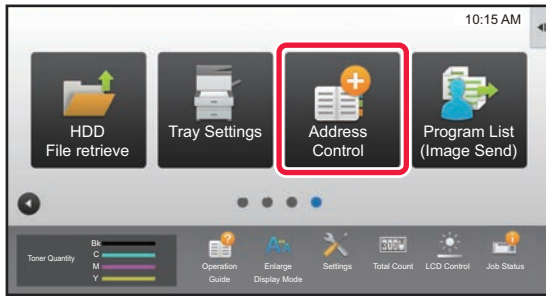 10:15 AM
HDD
File retrieve
Tray Settings
Address
Control
Program List
(Image Send)
Toner Quantity
Bk
C
M
Y
Operation
Guide
Enlarge
Display Mode
Settings
Total Count
LCD Control
Job Status